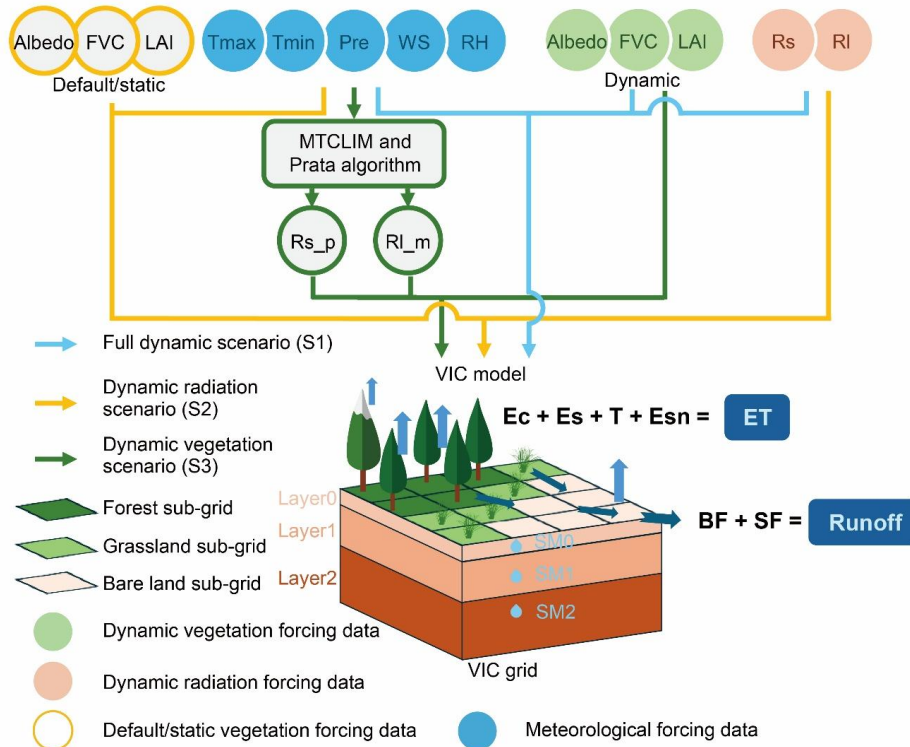 Albedo FVC LAI
Default/static
Tmax Tmin Pre WS RH
Albedo FVC LAI
Dynamic
Rs Rl
MTCLIM and
Prata algorithm
Rs_p Rl_m
Full dynamic scenario (S1)
Dynamic radiation
scenario (S2)
Dynamic vegetation
scenario (S3)
Forest sub-grid
Grassland sub-grid
Bare land sub-grid
VIC model
Ec + Es + T + Esn = ET
BF + SF = Runoff
Layer0
Layer1
Layer2
SM0
SM1
SM2
VIC grid
Dynamic vegetation forcing data
Dynamic radiation forcing data
Default/static vegetation forcing data
Meteorological forcing data